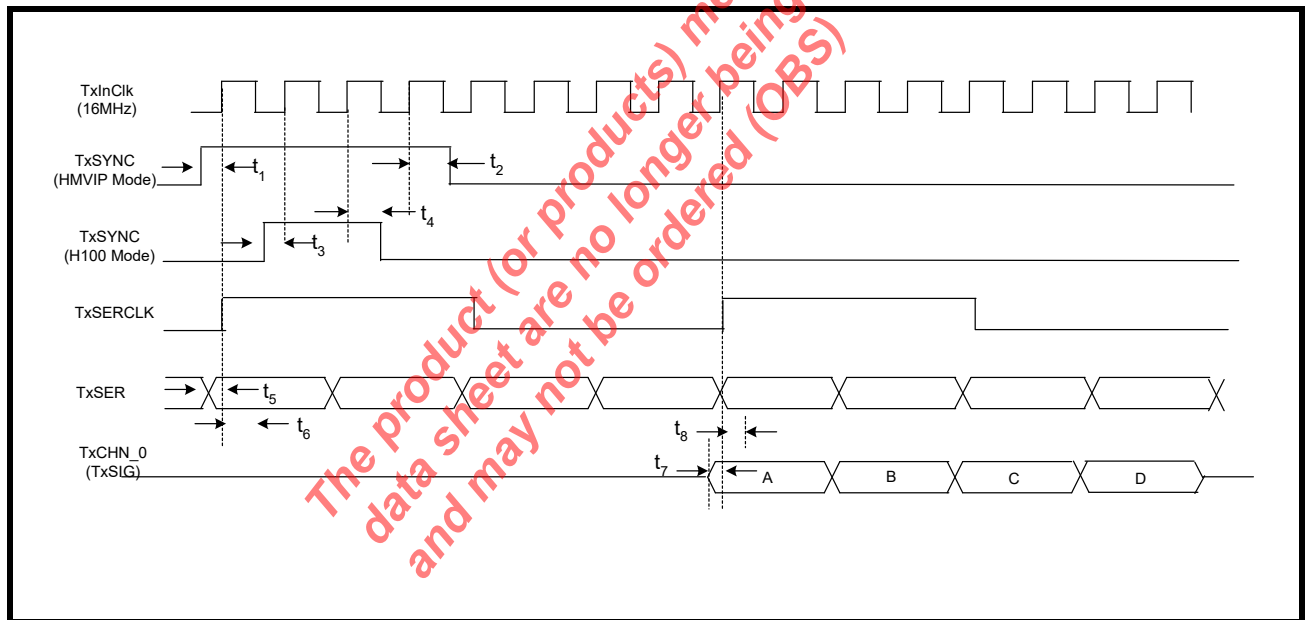 TxInClk
(16MHz)
TxSYNC
(HMVIP Mode)
t1
t2
TxSYNC
(H100 Mode)
t3
t4
TxSERCLK
TxSER
t5
t6
TxCHN_0
(TxSIG)
t7
t8
A
B
C
D
The product (or products)
data sheet are no longer being
and may not be ordered (OBS)